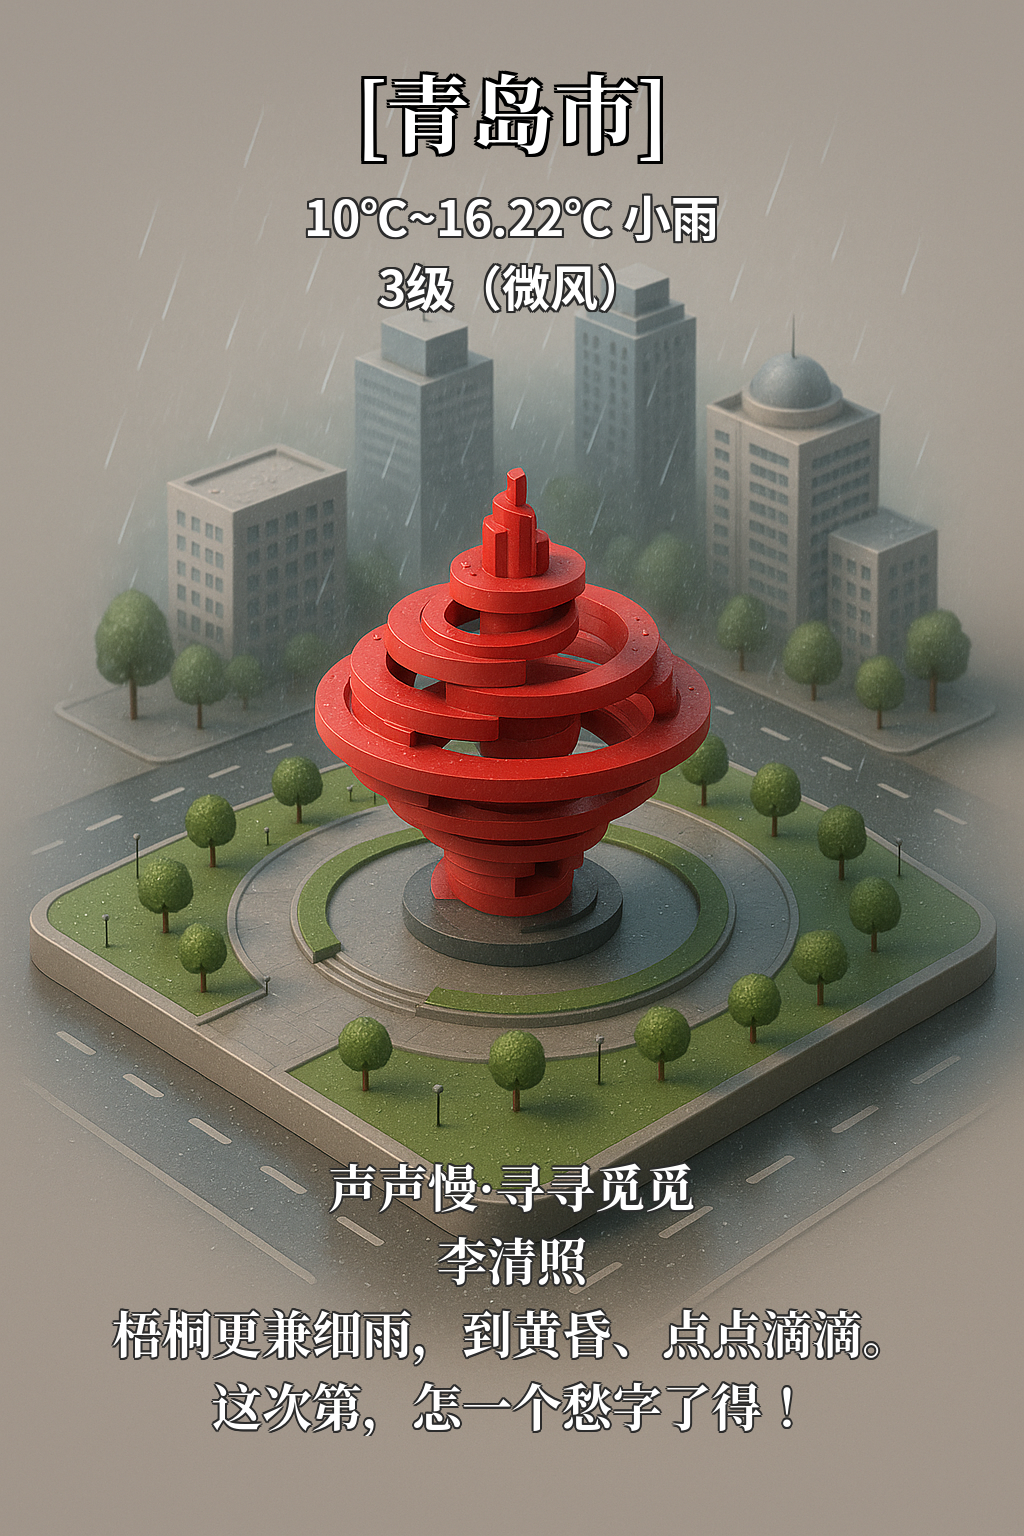 [青岛市]
10℃~16.22℃ 小雨
3级（微风）
声声慢·寻寻觅觅
李清照
梧桐更兼细雨，到黄昏、点点滴滴。
这次第，怎一个愁字了得！